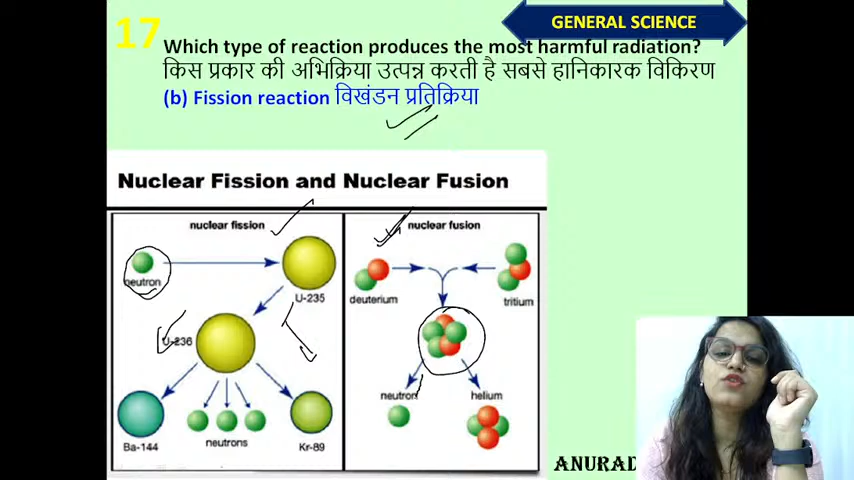 GENERAL SCIENCE
17
Which type of reaction produces the most harmful radiation?
किस प्रकार की अभिक्रिया उत्पन्न करती है सबसे हानिकारक विकिरण
(b) Fission reaction विखंडन प्रतिक्रिया
Nuclear Fission and Nuclear Fusion
nuclear fission
neutron
U-235
U-236
Ba-144
neutrons
Kr-89
nuclear fusion
deuterium
tritium
neutron
helium
ANURAD